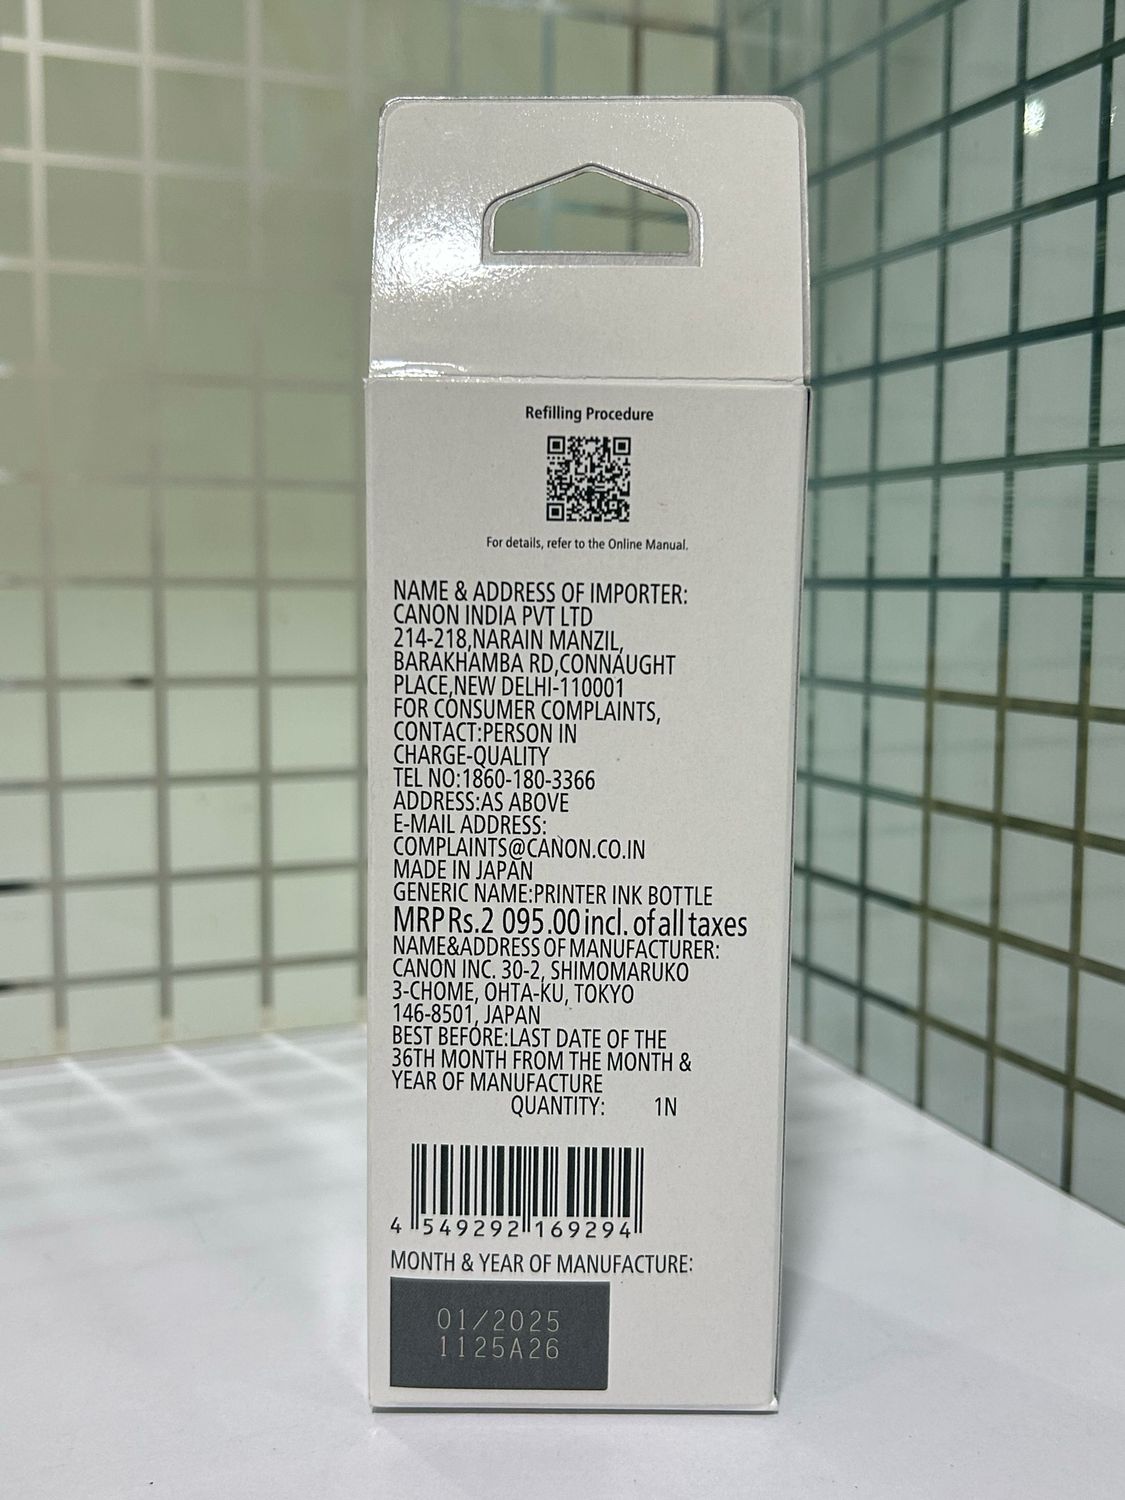 Refilling Procedure
For details, refer to the Online Manual.
NAME & ADDRESS OF IMPORTER:
CANON INDIA PVT LTD
214-218,NARAIN MANZIL,
BARAKHAMBA RD,CONNAUGHT
PLACE,NEW DELHI-110001
FOR CONSUMER COMPLAINTS,
CONTACT:PERSON IN
CHARGE-QUALITY
TEL NO:1860-180-3366
ADDRESS:AS ABOVE
E-MAIL ADDRESS:
COMPLAINTS@CANON.CO.IN
MADE IN JAPAN
GENERIC NAME:PRINTER INK BOTTLE
MRP Rs.2 095.00 incl. of all taxes
NAME&ADDRESS OF MANUFACTURER:
CANON INC. 30-2, SHIMOMARUKO
3-CHOME, OHTA-KU, TOKYO
146-8501, JAPAN
BEST BEFORE:LAST DATE OF THE
36TH MONTH FROM THE MONTH &
YEAR OF MANUFACTURE
QUANTITY: 1N
4 549292 169294
MONTH & YEAR OF MANUFACTURE:
01/2025
1125A26